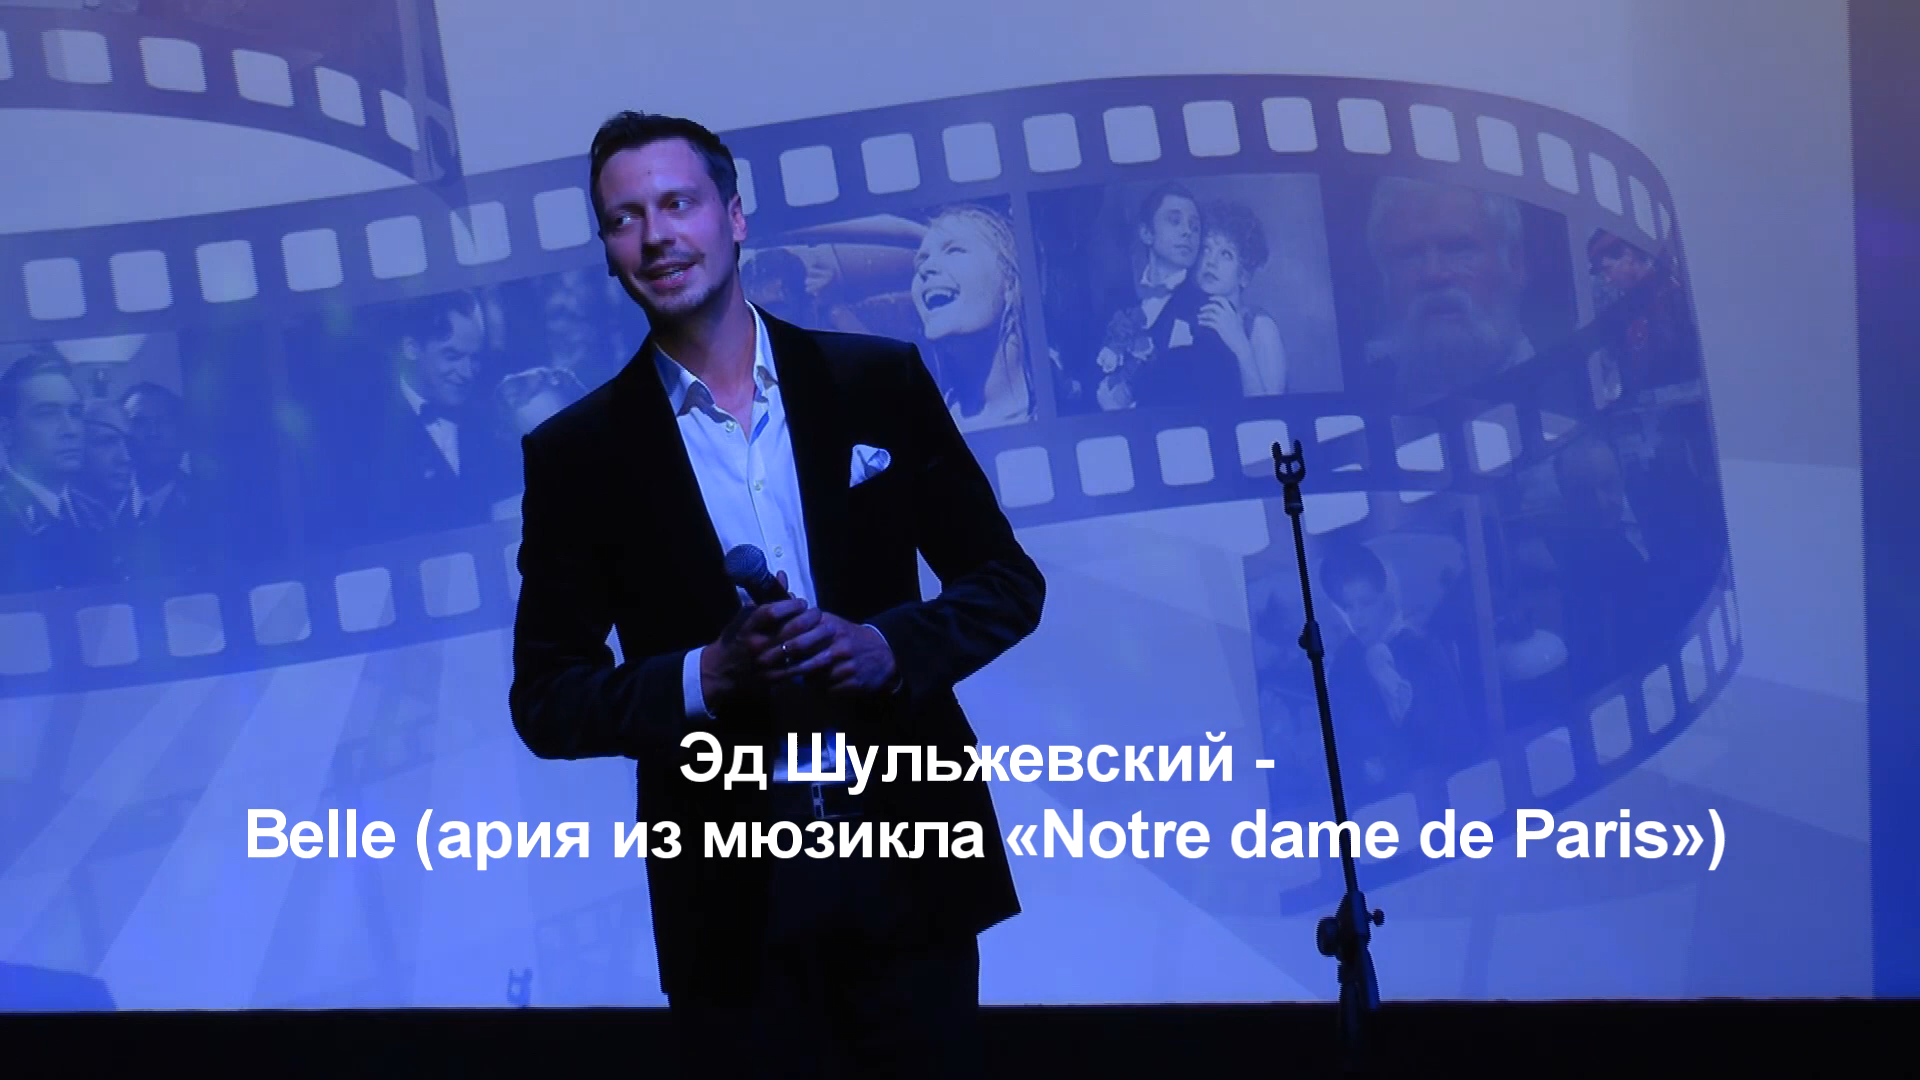 Эд Шульжевский -
Belle (ария из мюзикла «Notre dame de Paris»)